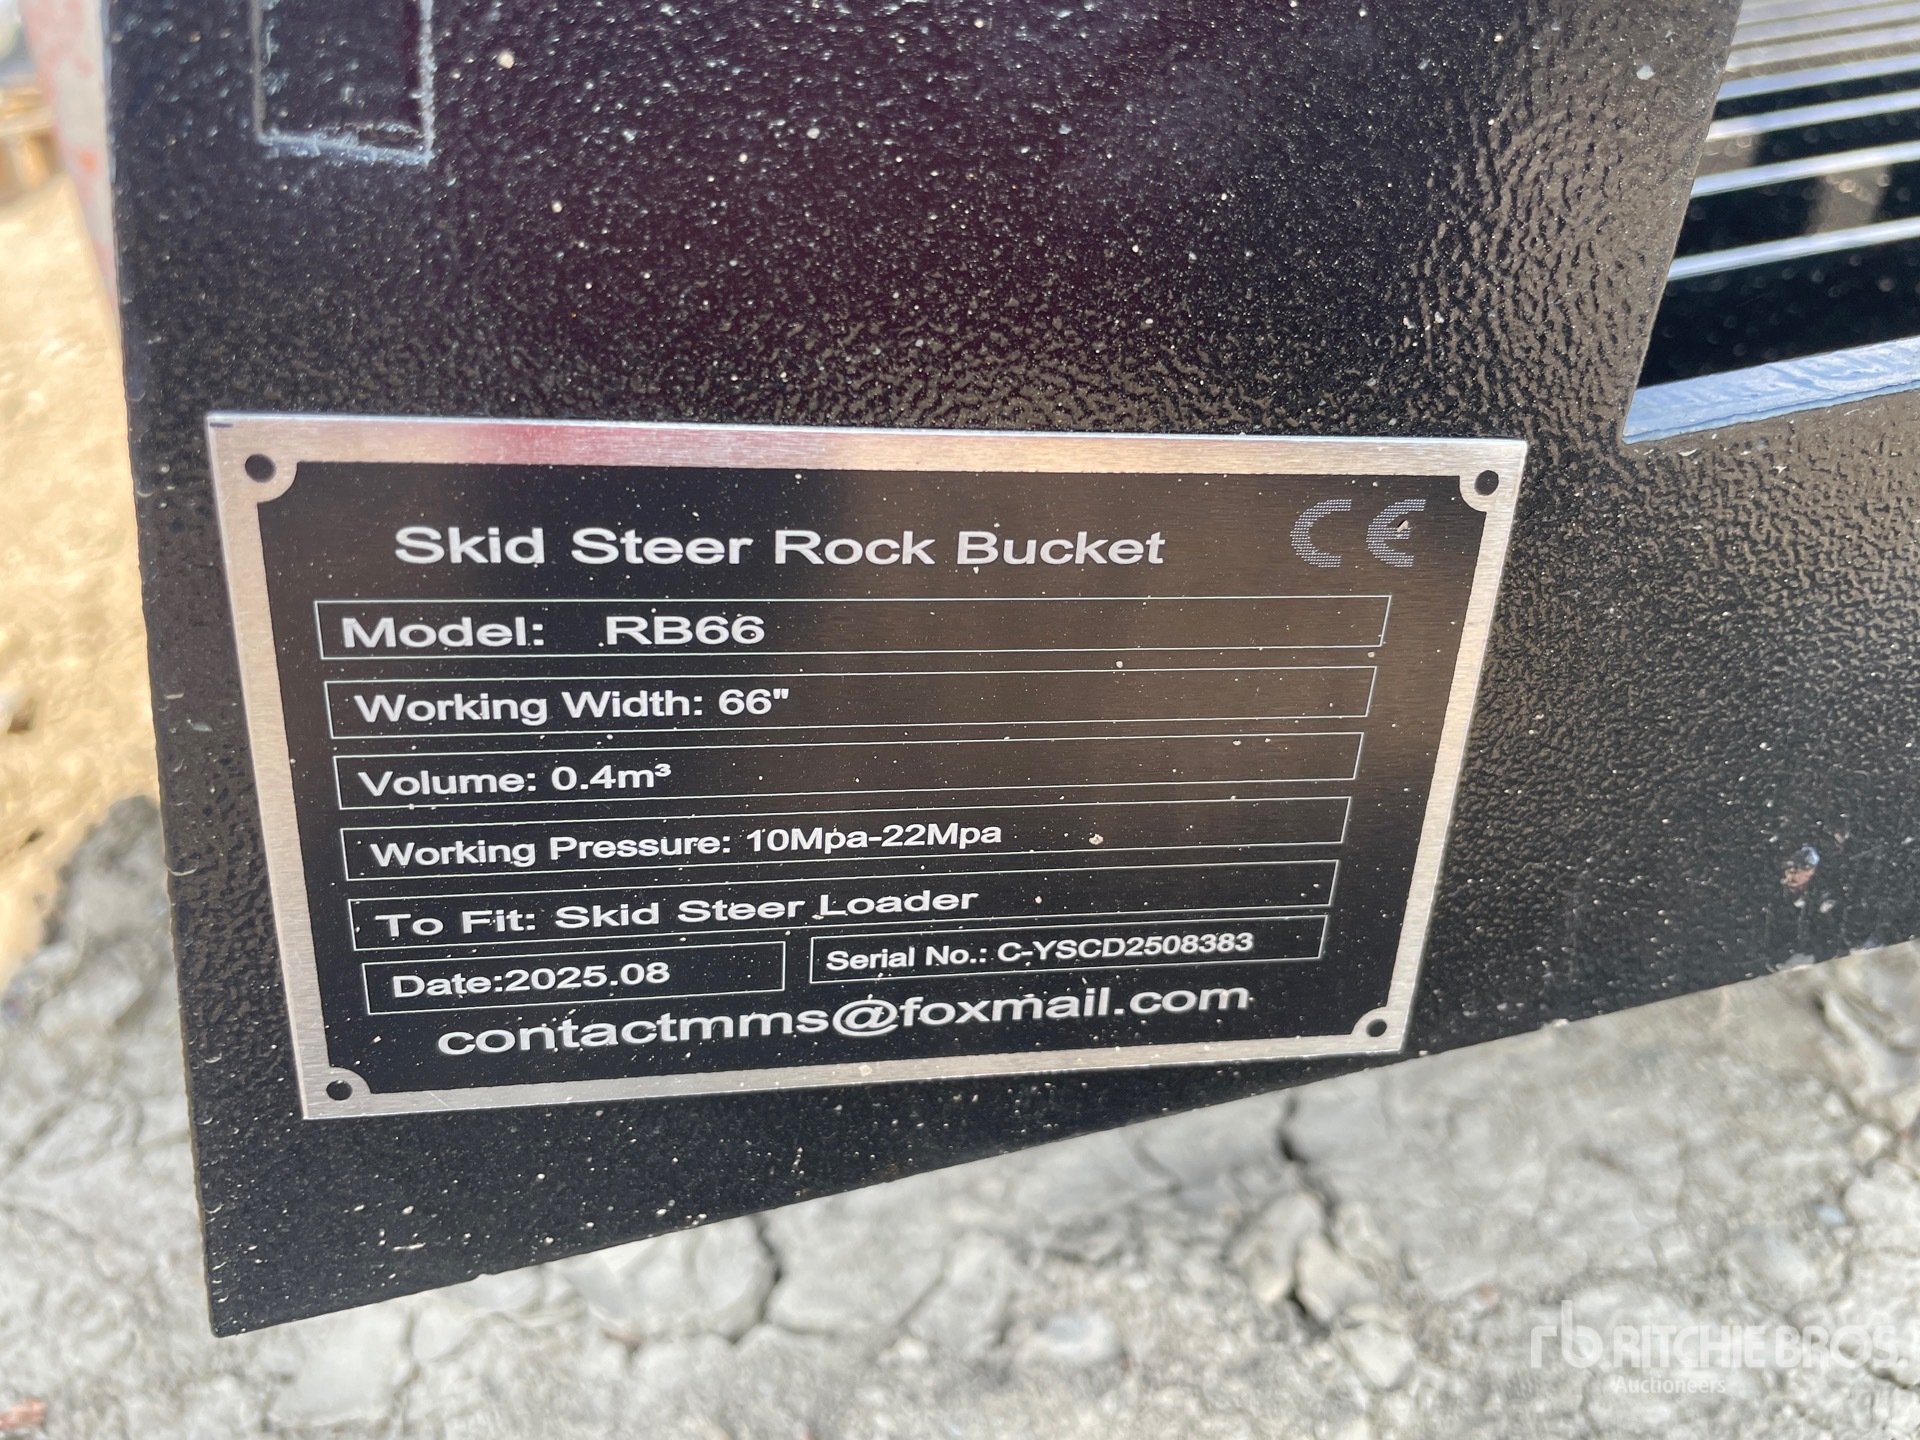 Skid Steer Rock Bucket CE
Model: RB66
Working Width: 66"
Volume: 0.4m³
Working Pressure: 10Mpa-22Mpa
To Fit: Skid Steer Loader
Date:2025.08 Serial No.: C-YSCD2508383
contactmms@foxmail.com
rb RITCHIE BROS.
Auctioneers